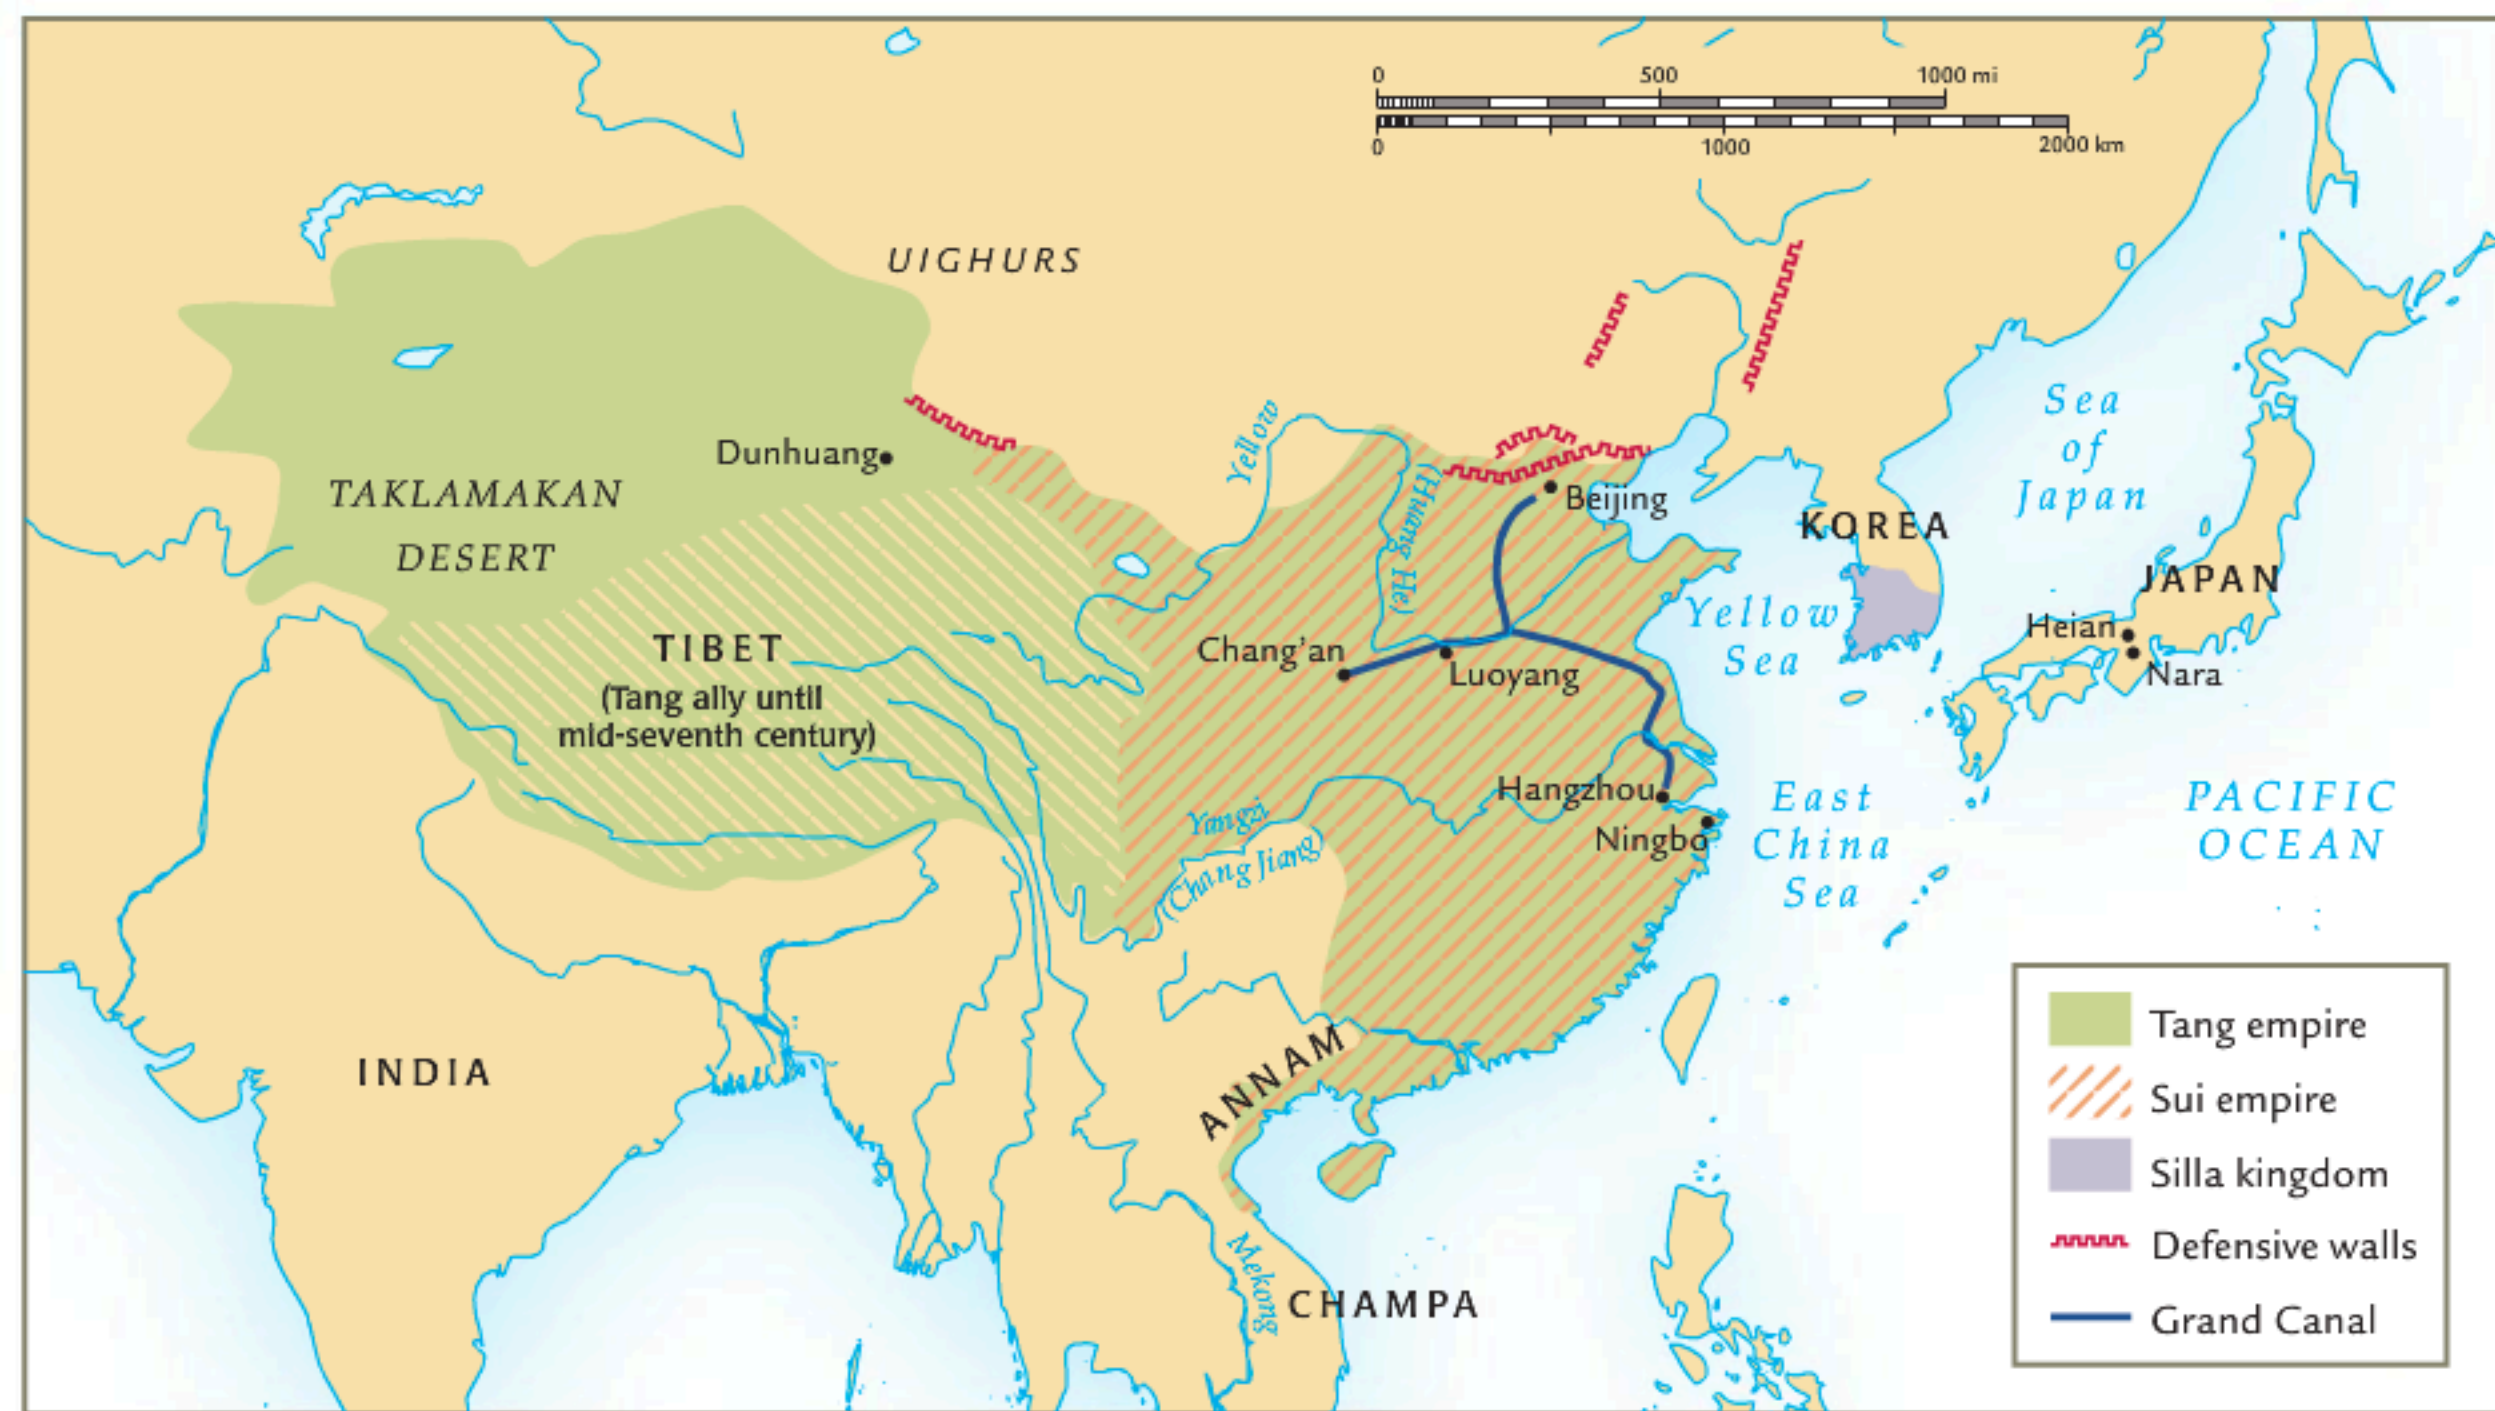 0 500 1000 mi
0 1000 2000 km
UIGHURS
Yellow
(Huang He)
Dunhuang
TAKLAMAKAN
DESERT
Beijing
Sea
of
Japan
KOREA
JAPAN
Yellow
Sea
Heian
Nara
TIBET
(Tang ally until
mid-seventh century)
Chang'an
Luoyang
Hangzhou
Ningbo
Yangzi
(Chang Jiang)
East
China
Sea
PACIFIC
OCEAN
INDIA
ANNAM
Mekong
CHAMPA
Tang empire
Sui empire
Silla kingdom
Defensive walls
Grand Canal